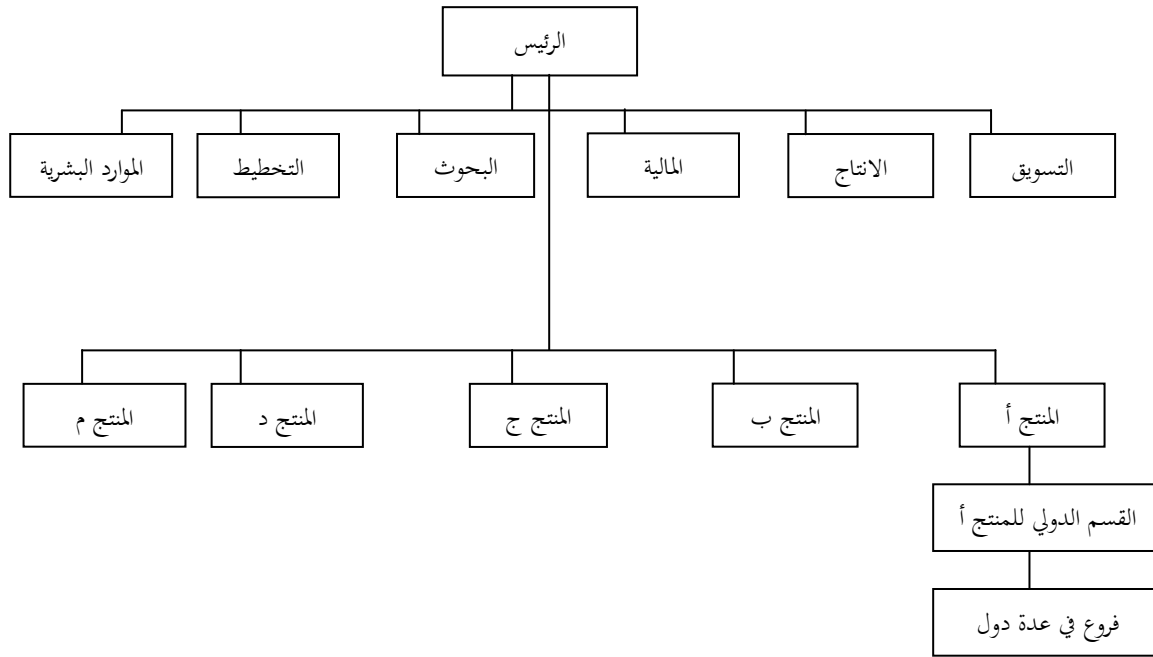 الرئيس
التسويق
الانتاج
المالية
البحوث
التخطيط
الموارد البشرية
المنتج أ
المنتج ب
المنتج ج
المنتج د
المنتج م
القسم الدولي للمنتج أ
فروع في عدة دول